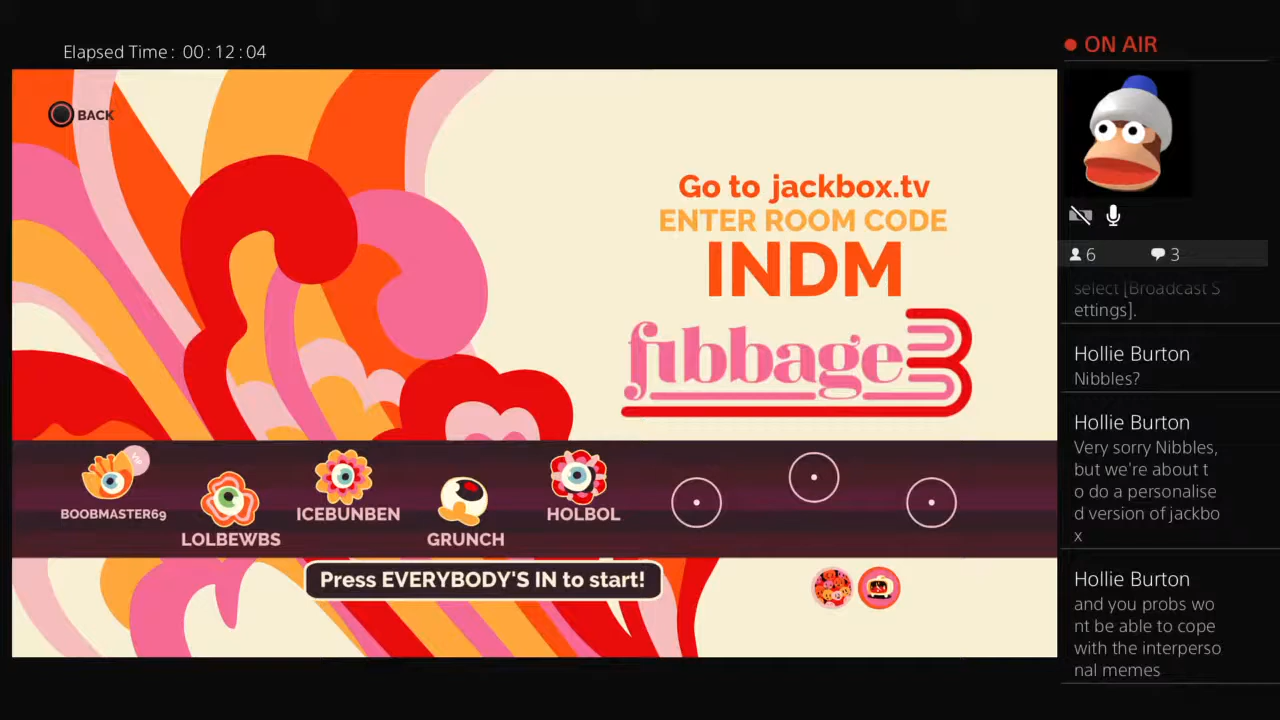 Elapsed Time: 00:12:04
ON AIR
BACK
Go to jackbox.tv
ENTER ROOM CODE
INDM
fibbage 3
VIP
BOOBMASTER69
LOLBEWBS
ICEBUNBEN
GRUNCH
HOLBOL
Press EVERYBODY'S IN to start!
6
3
select [Broadcast S
ettings].
Hollie Burton
Nibbles?
Hollie Burton
Very sorry Nibbles,
but we're about t
o do a personalise
d version of jackbo
x
Hollie Burton
and you probs wo
nt be able to cope
with the interperso
nal memes